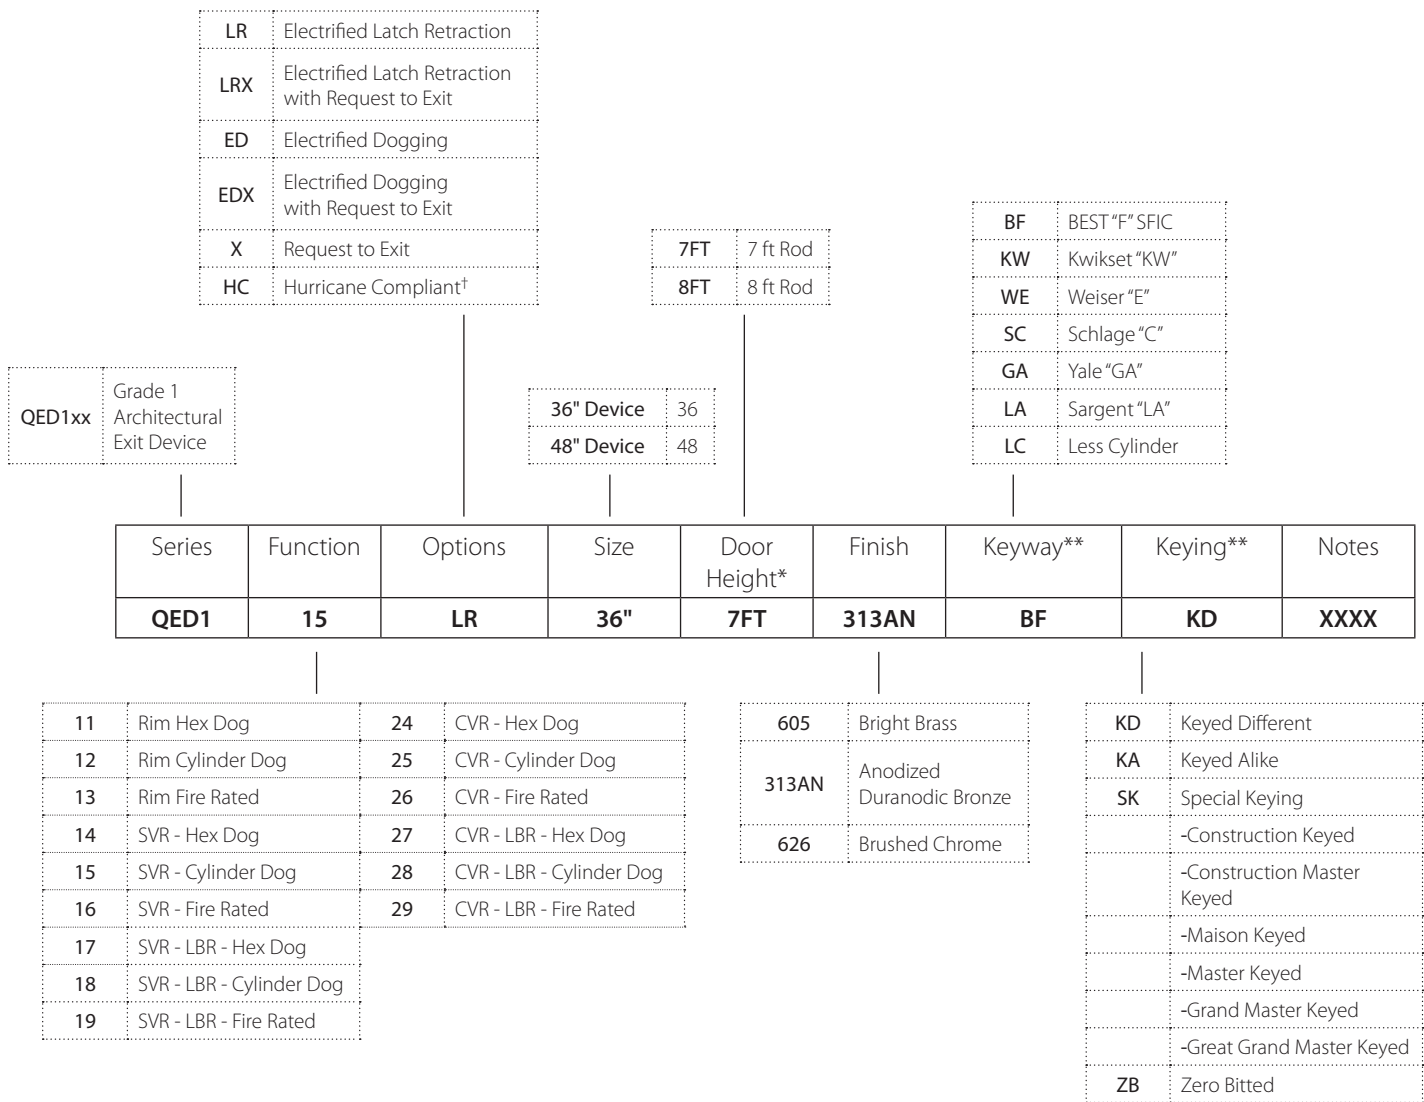 LR Electrified Latch Retraction
LRX Electrified Latch Retraction
with Request to Exit
ED Electrified Dogging
EDX Electrified Dogging
with Request to Exit
X Request to Exit
HC Hurricane Compliant†
7FT 7 ft Rod
8FT 8 ft Rod
BF BEST “F” SFIC
KW Kwikset “KW”
WE Weiser “E”
SC Schlage “C”
GA Yale “GA”
LA Sargent “LA”
LC Less Cylinder
QED1xx Grade 1
Architectural
Exit Device
36" Device 36
48" Device 48
Series Function Options Size Door
Height* Finish Keyway** Keying** Notes
QED1 15 LR 36" 7FT 313AN BF KD XXXX
11 Rim Hex Dog
12 Rim Cylinder Dog
13 Rim Fire Rated
14 SVR - Hex Dog
15 SVR - Cylinder Dog
16 SVR - Fire Rated
17 SVR - LBR - Hex Dog
18 SVR - LBR - Cylinder Dog
19 SVR - LBR - Fire Rated
24 CVR - Hex Dog
25 CVR - Cylinder Dog
26 CVR - Fire Rated
27 CVR - LBR - Hex Dog
28 CVR - LBR - Cylinder Dog
29 CVR - LBR - Fire Rated
605 Bright Brass
313AN Anodized
Duranodic Bronze
626 Brushed Chrome
KD Keyed Different
KA Keyed Alike
SK Special Keying
-Construction Keyed
-Construction Master
Keyed
-Maison Keyed
-Master Keyed
-Grand Master Keyed
-Great Grand Master Keyed
ZB Zero Bitted